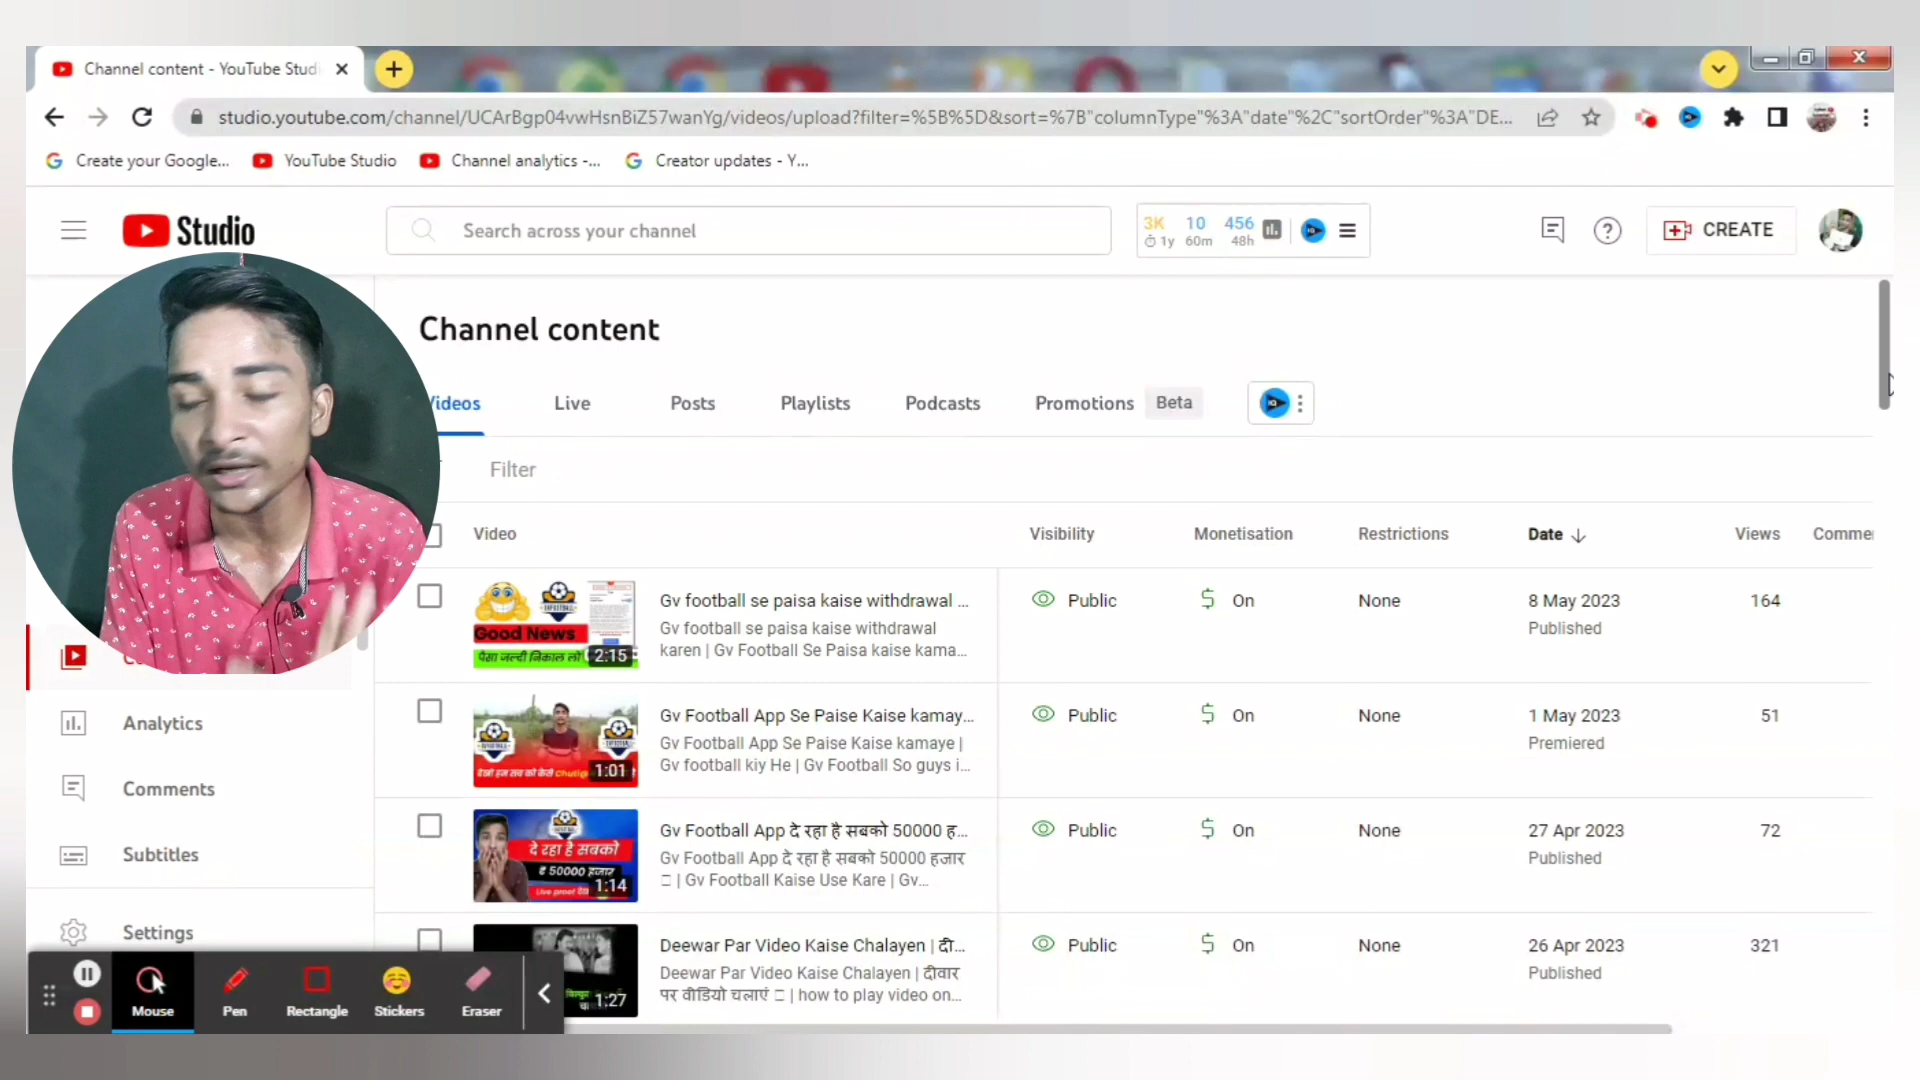 Channel content - YouTube Studi
studio.youtube.com/channel/UCArBgp04vwHsnBiZ57wanYg/videos/upload?filter=%5B%5D&sort=%7B"columnType"%3A"date"%2C"sortOrder"%3A"DE...
Create your Google... YouTube Studio Channel analytics -... Creator updates - Y...
Studio
Search across your channel
3K 10 456
1y 60m 48h
CREATE
Channel content
Videos Live Posts Playlists Podcasts Promotions Beta
Filter
Video Visibility Monetisation Restrictions Date Views Comme
Good News
पैसा जल्दी निकाल लो
2:15
Gv football se paisa kaise withdrawal ...
Gv football se paisa kaise withdrawal
karen | Gv Football Se Paisa kaise kama...
Public On None 8 May 2023 164
Published
1:01
Gv Football App Se Paise Kaise kamay...
Gv Football App Se Paise Kaise kamaye |
Gv football kiy He | Gv Football So guys i...
Public On None 1 May 2023 51
Premiered
दे रहा है सबको
₹ 50000 हजार
1:14
Gv Football App दे रहा है सबको 50000 ह...
Gv Football App दे रहा है सबको 50000 हजार
| Gv Football Kaise Use Kare | Gv...
Public On None 27 Apr 2023 72
Published
1:27
Deewar Par Video Kaise Chalayen | दी...
Deewar Par Video Kaise Chalayen | दीवार
पर वीडियो चलाएं | how to play video on...
Public On None 26 Apr 2023 321
Published
Analytics
Comments
Subtitles
Settings
Mouse Pen Rectangle Stickers Eraser